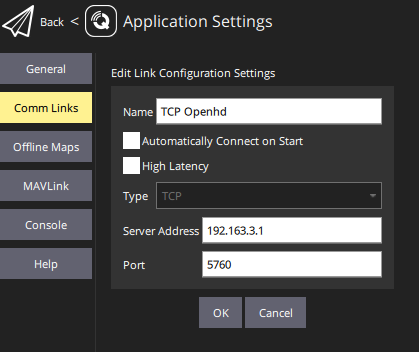 Back < Application Settings
General
Comm Links
Offline Maps
MAVLink
Console
Help
Edit Link Configuration Settings
Name TCP Openhd
Automatically Connect on Start
High Latency
Type TCP
Server Address 192.163.3.1
Port 5760
OK Cancel